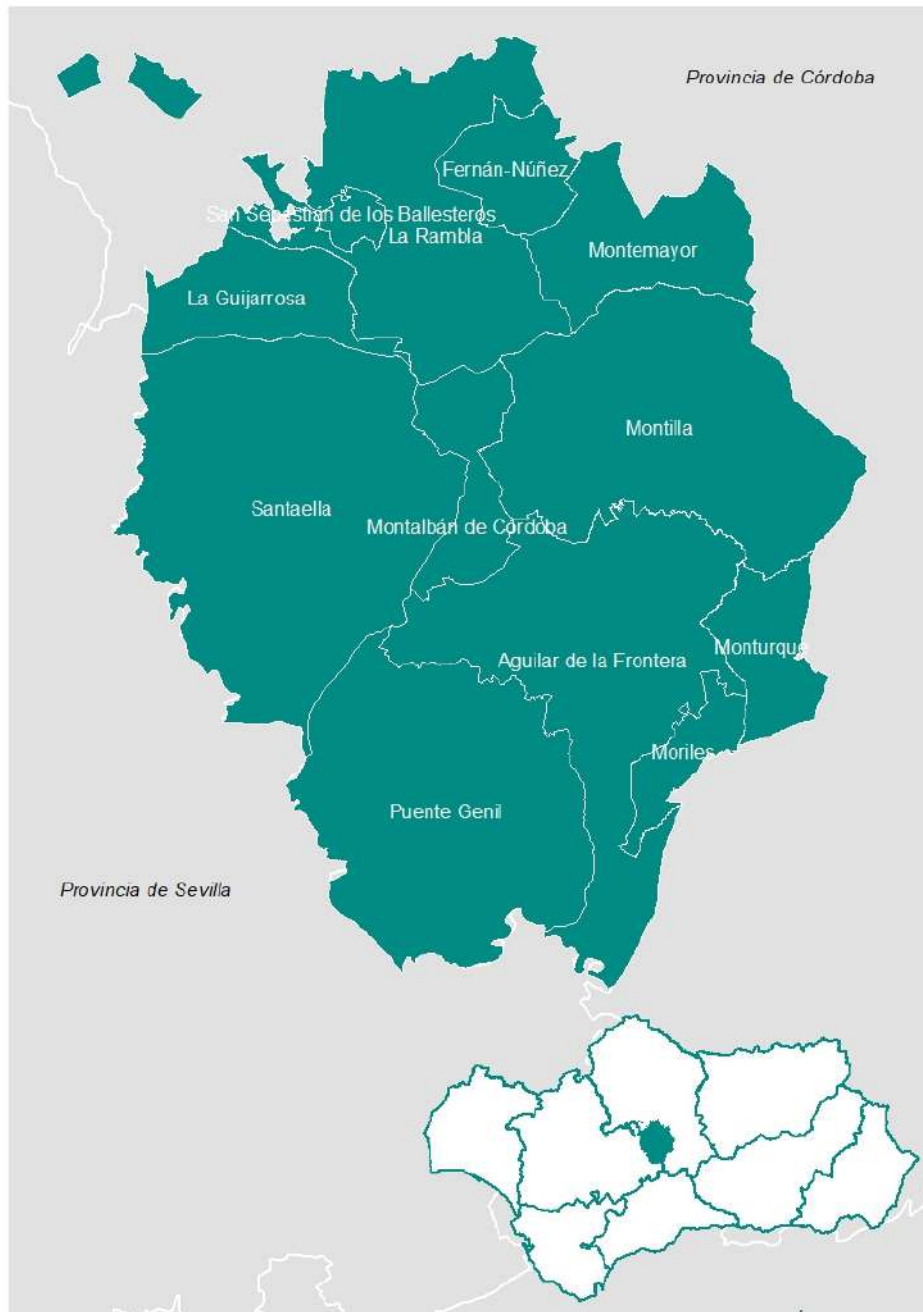 Provincia de Córdoba
Fernán-Núñez
San Sebastián de los Ballesteros
La Rambla
Montemayor
La Guijarrosa
Montilla
Santaella
Montalbán de Córdoba
Monturque
Aguilar de la Frontera
Moriles
Puente Genil
Provincia de Sevilla